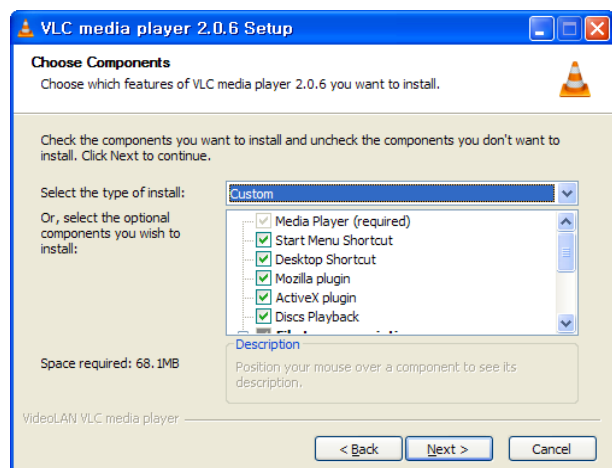 VLC media player 2.0.6 Setup
Choose Components
Choose which features of VLC media player 2.0.6 you want to install.
Check the components you want to install and uncheck the components you don't want to
install. Click Next to continue.
Select the type of install:
Custom
Or, select the optional
components you wish to
install:
Media Player (required)
Start Menu Shortcut
Desktop Shortcut
Mozilla plugin
ActiveX plugin
Discs Playback
Space required: 68.1MB
Description
Position your mouse over a component to see its
description.
VideoLAN VLC media player
< Back
Next >
Cancel